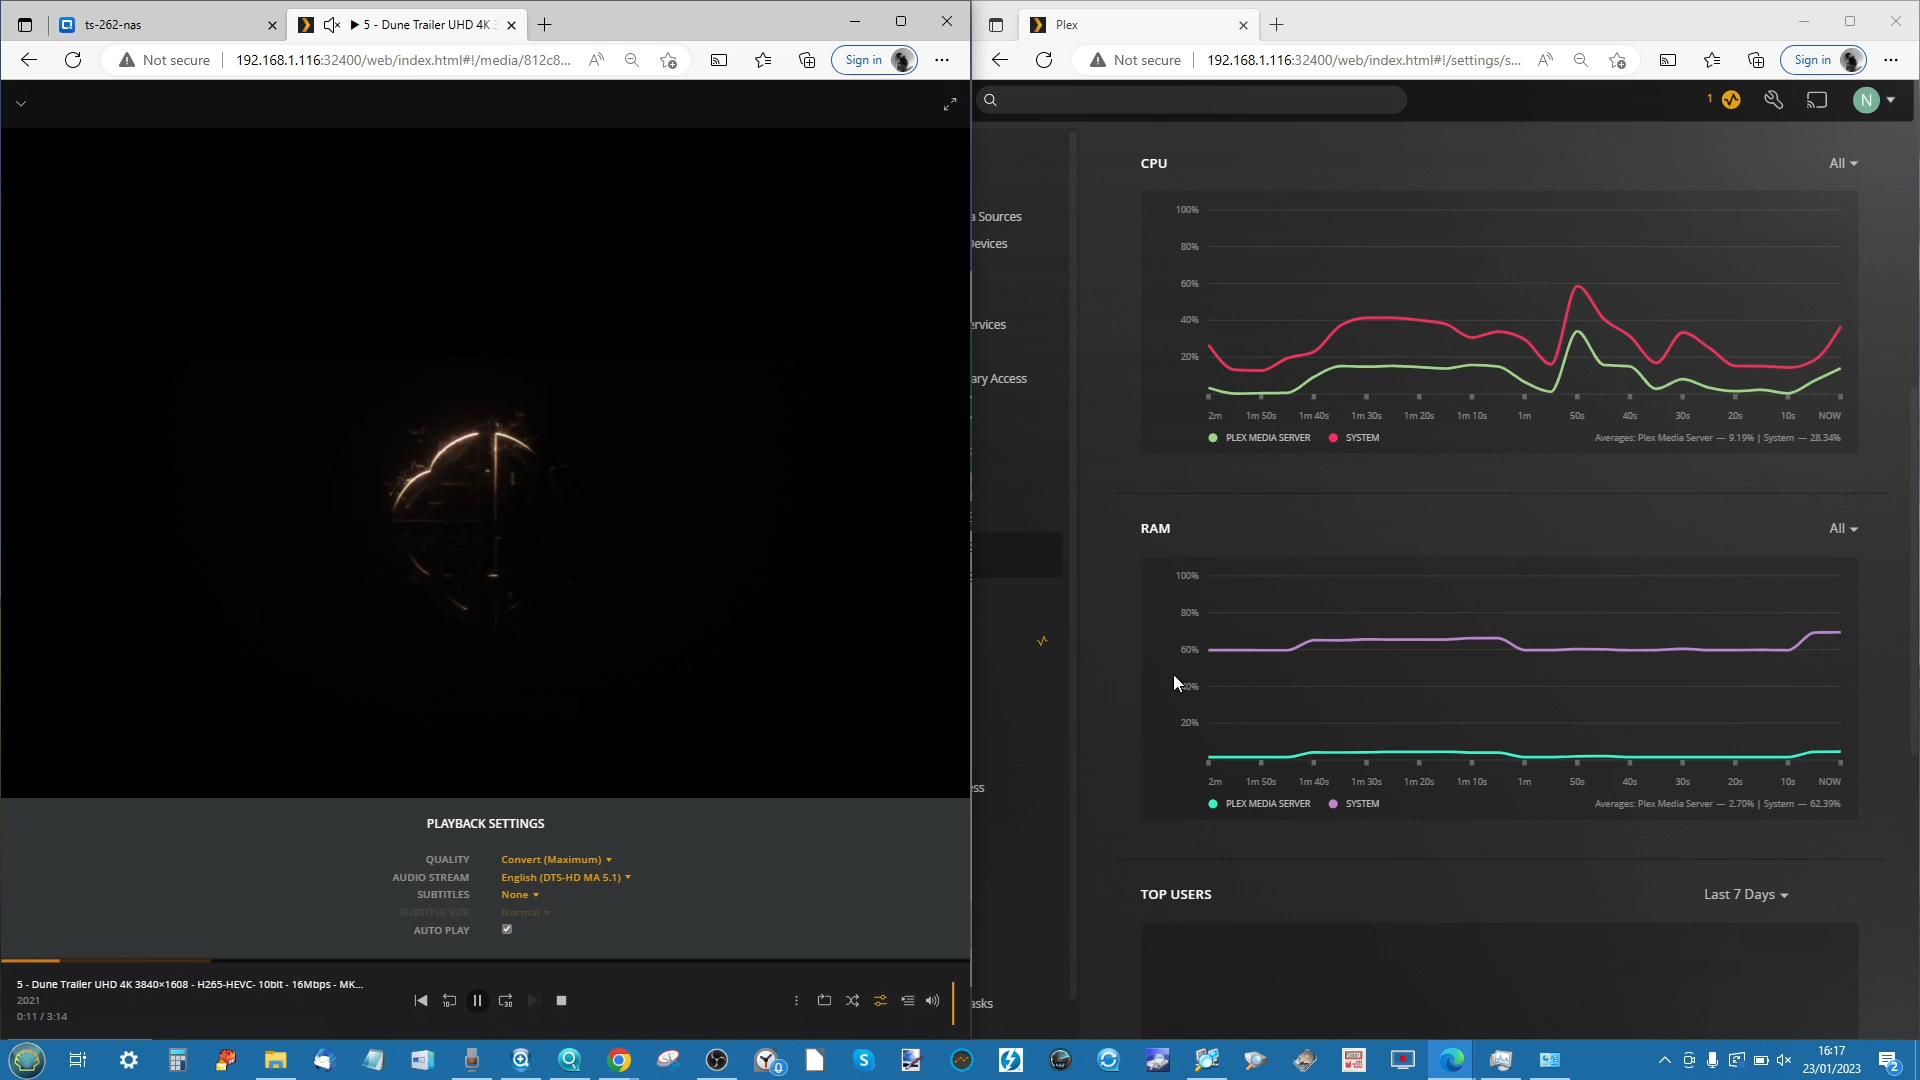 ts-262-nas
5 - Dune Trailer UHD 4K
Not secure
192.168.1.116:32400/web/index.html#!/media/812c8...
Sign in
PLAYBACK SETTINGS
QUALITY Convert (Maximum)
AUDIO STREAM English (DTS-HD MA 5.1)
SUBTITLES None
SUBTITLE SIZE Normal
AUTO PLAY
5 - Dune Trailer UHD 4K 3840×1608 - H265-HEVC- 10bit - 16Mbps - MK...
2021
0:11 / 3:14
10
30
Plex
Not secure
192.168.1.116:32400/web/index.html#!/settings/s...
Sign in
1
N
a Sources
Devices
ervices
ary Access
ss
asks
CPU
All
100%
80%
60%
40%
20%
2m 1m 50s 1m 40s 1m 30s 1m 20s 1m 10s 1m 50s 40s 30s 20s 10s NOW
PLEX MEDIA SERVER SYSTEM Averages: Plex Media Server — 9.19% | System — 28.34%
RAM
All
100%
80%
60%
0%
20%
2m 1m 50s 1m 40s 1m 30s 1m 20s 1m 10s 1m 50s 40s 30s 20s 10s NOW
PLEX MEDIA SERVER SYSTEM Averages: Plex Media Server — 2.70% | System — 62.39%
TOP USERS
Last 7 Days
16:17
23/01/2023
2